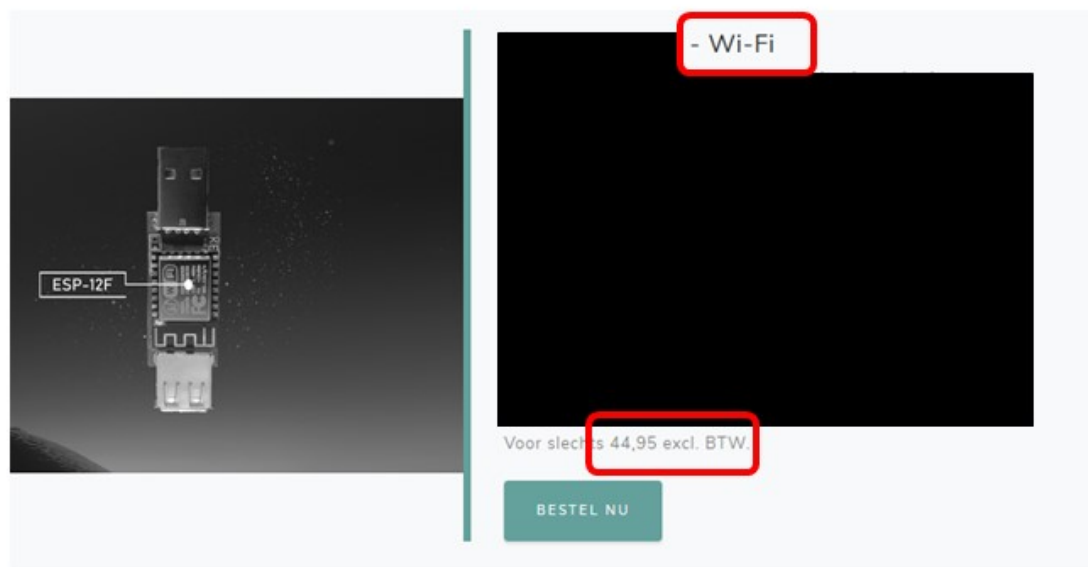 - Wi-Fi
ESP-12F
Voor slechts 44,95 excl. BTW.
BESTEL NU